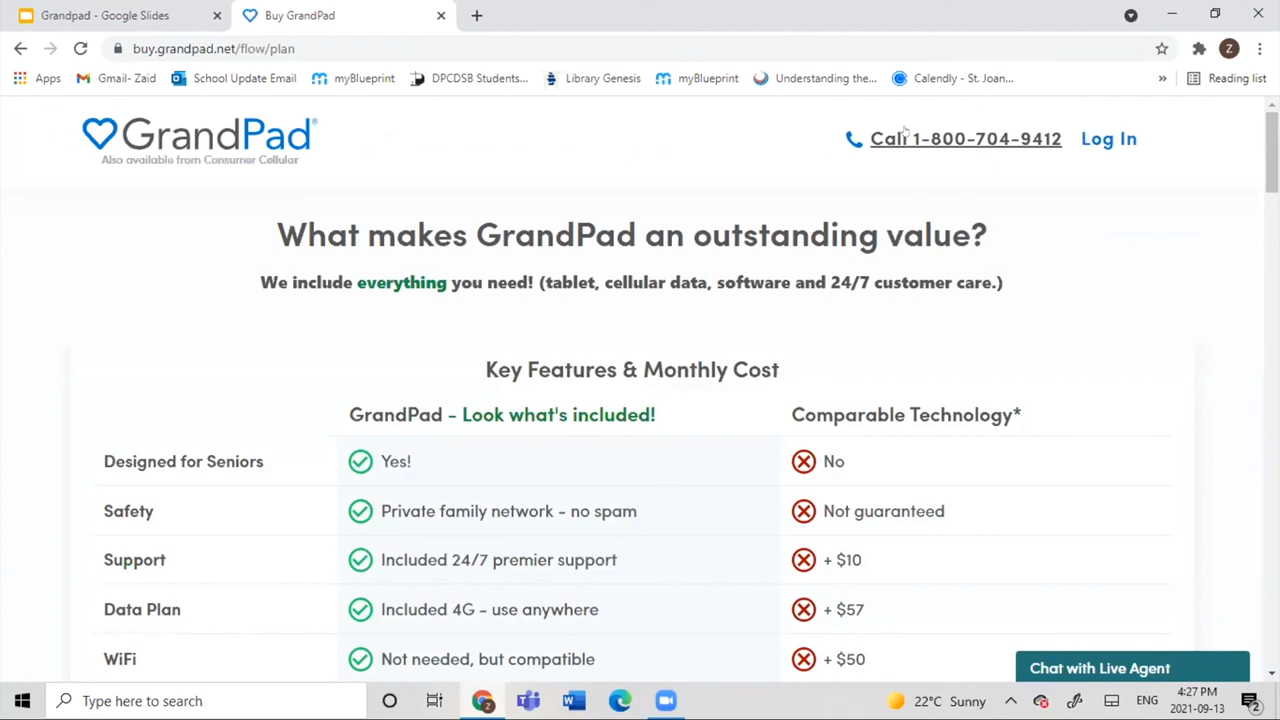 Grandpad - Google Slides
Buy GrandPad
buy.grandpad.net/flow/plan
Z
Apps
Gmail- Zaid
School Update Email
myBlueprint
DPCDSB Students...
Library Genesis
myBlueprint
Understanding the...
Calendly - St. Joan...
»
Reading list
GrandPad
Also available from Consumer Cellular
Call 1-800-704-9412
Log In
What makes GrandPad an outstanding value?
We include everything you need! (tablet, cellular data, software and 24/7 customer care.)
Key Features & Monthly Cost
GrandPad - Look what's included!
Comparable Technology*
Designed for Seniors
Yes!
No
Safety
Private family network - no spam
Not guaranteed
Support
Included 24/7 premier support
+ $10
Data Plan
Included 4G - use anywhere
+ $57
WiFi
Not needed, but compatible
+ $50
Chat with Live Agent
Type here to search
22°C Sunny
ENG
4:27 PM
2021-09-13
2